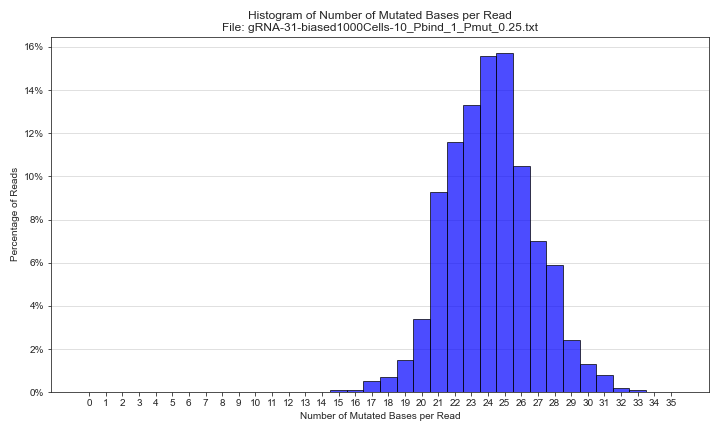 Histogram of Number of Mutated Bases per Read
File: gRNA-31-biased1000Cells-10_Pbind_1_Pmut_0.25.txt
16%
14%
12%
10%
8%
6%
4%
2%
0%
Percentage of Reads
0 1 2 3 4 5 6 7 8 9 10 11 12 13 14 15 16 17 18 19 20 21 22 23 24 25 26 27 28 29 30 31 32 33 34 35
Number of Mutated Bases per Read